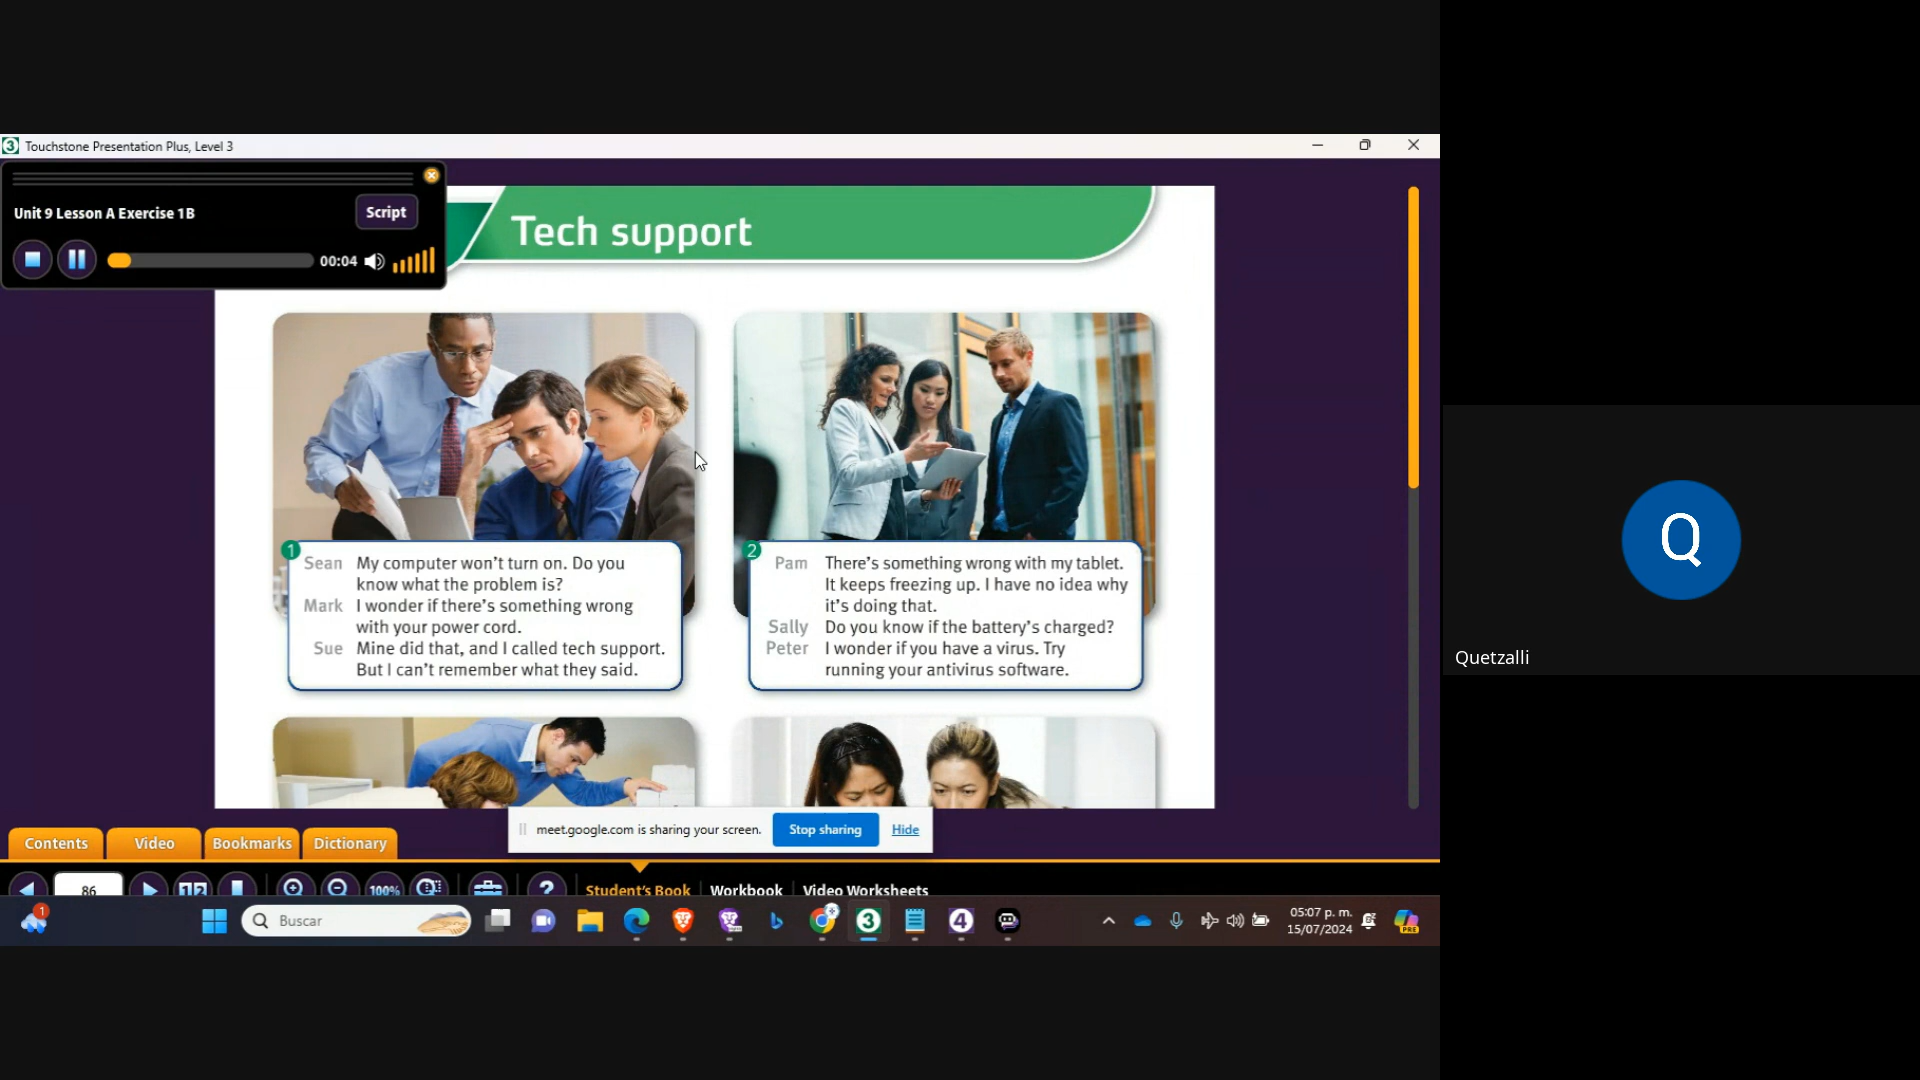 3 Touchstone Presentation Plus, Level 3
Unit 9 Lesson A Exercise 1B
Script
00:04
Tech support
1
Sean My computer won't turn on. Do you
know what the problem is?
Mark I wonder if there's something wrong
with your power cord.
Sue Mine did that, and I called tech support.
But I can't remember what they said.
2
Pam There's something wrong with my tablet.
It keeps freezing up. I have no idea why
it's doing that.
Sally Do you know if the battery's charged?
Peter I wonder if you have a virus. Try
running your antivirus software.
Q
Quetzalli
meet.google.com is sharing your screen. Stop sharing Hide
Contents Video Bookmarks Dictionary
86 12 100% ? Student's Book Workbook Video Worksheets
1 Buscar 3 4 05:07 p. m.
15/07/2024
PRE